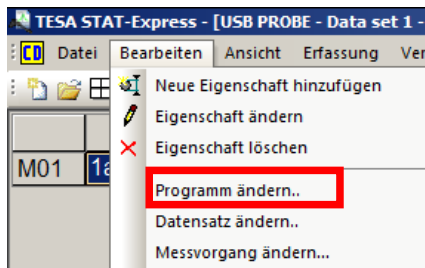 TESA STAT-Express - [USB PROBE - Data set 1 -
CD Datei Bearbeiten Ansicht Erfassung Ver
Neue Eigenschaft hinzufügen
Eigenschaft ändern
Eigenschaft löschen
M01 1a
Programm ändern..
Datensatz ändern..
Messvorgang ändern...